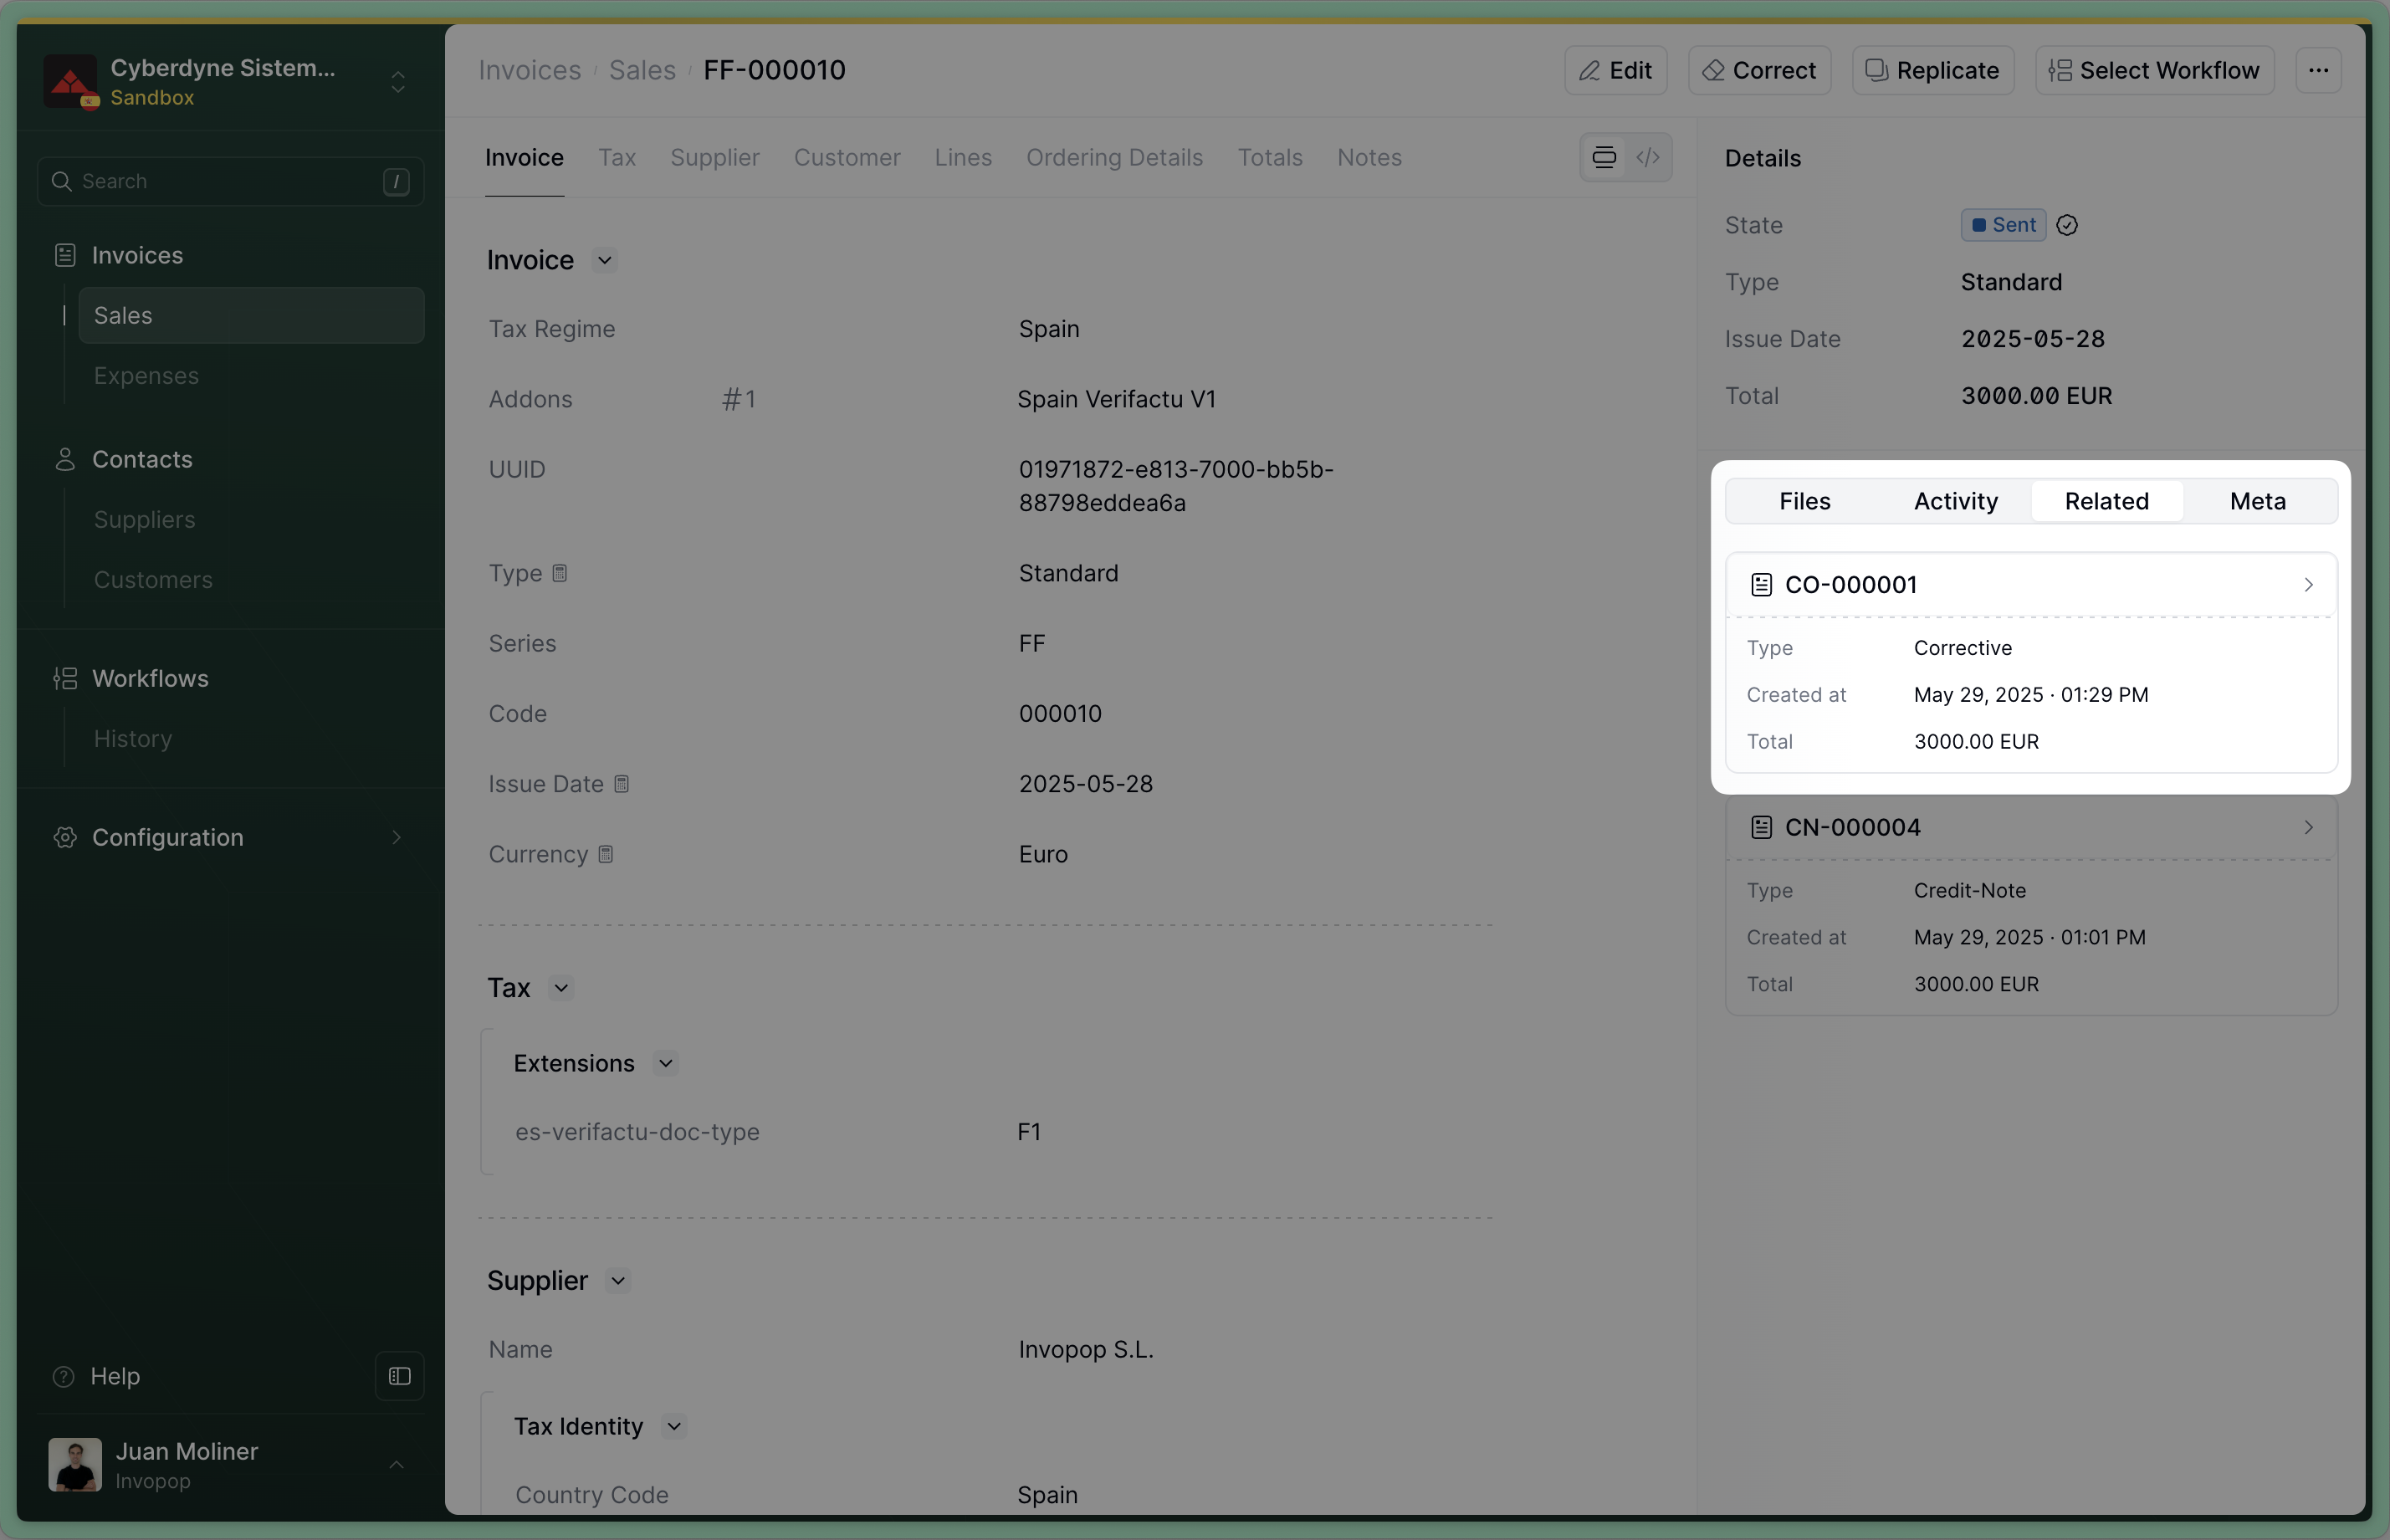 Cyberdyne Sistem...
Sandbox
Search /
Invoices
Sales
Expenses
Contacts
Suppliers
Customers
Workflows
History
Configuration
Help
Juan Moliner
Invopop
Invoices / Sales / FF-000010
Edit
Correct
Replicate
Select Workflow
...
Invoice Tax Supplier Customer Lines Ordering Details Totals Notes
</>
Invoice
Tax Regime Spain
Addons #1 Spain Verifactu V1
UUID 01971872-e813-7000-bb5b-
88798eddea6a
Type Standard
Series FF
Code 000010
Issue Date 2025-05-28
Currency Euro
Tax
Extensions
es-verifactu-doc-type F1
Supplier
Name Invopop S.L.
Tax Identity
Country Code Spain
Details
State Sent
Type Standard
Issue Date 2025-05-28
Total 3000.00 EUR
Files Activity Related Meta
CO-000001
Type Corrective
Created at May 29, 2025 · 01:29 PM
Total 3000.00 EUR
CN-000004
Type Credit-Note
Created at May 29, 2025 · 01:01 PM
Total 3000.00 EUR